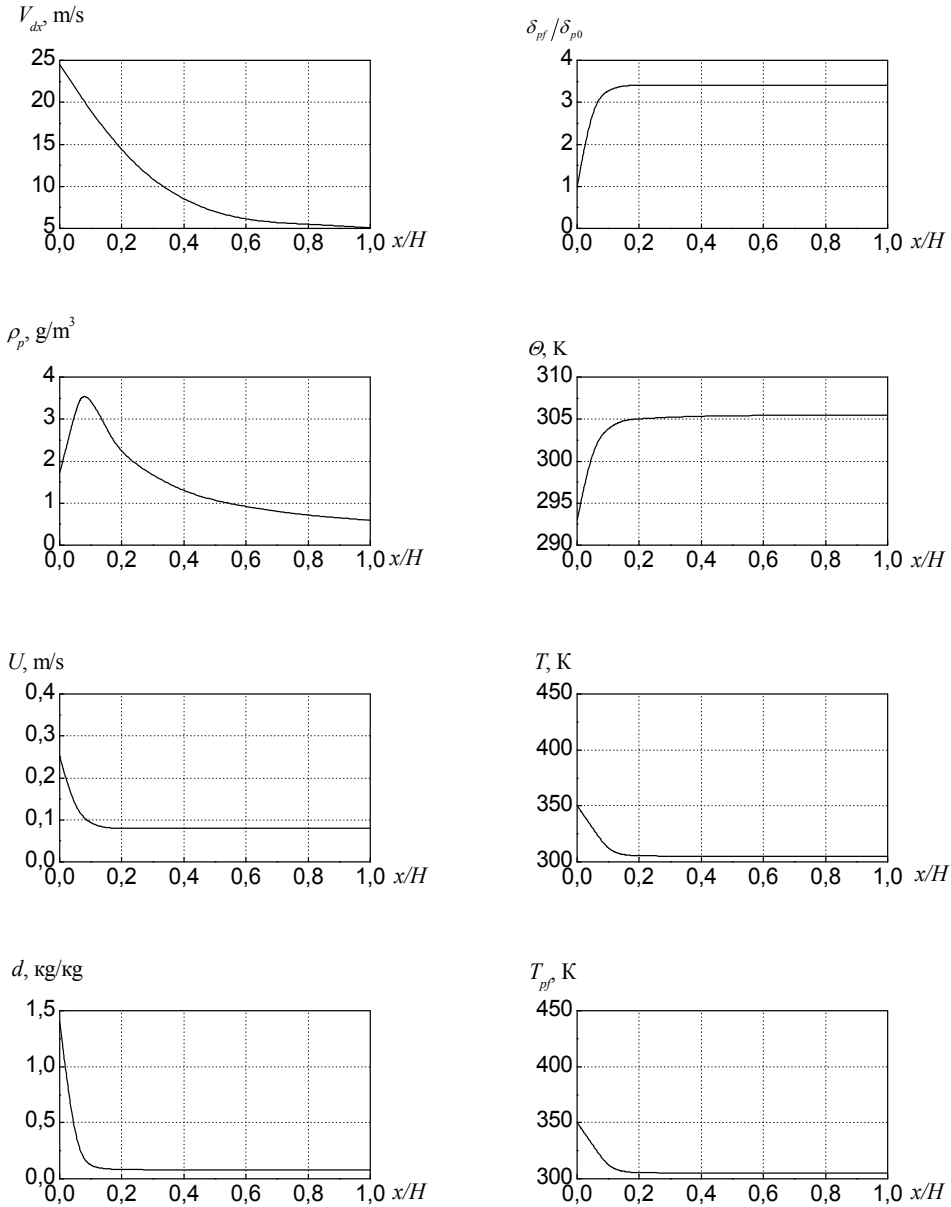 V_dx, m/s
25
20
15
10
5
0,0 0,2 0,4 0,6 0,8 1,0 x/H
δ_pf/δ_p0
4
3
2
1
0
0,0 0,2 0,4 0,6 0,8 1,0 x/H
ρ_p, g/m³
4
3
2
1
0
0,0 0,2 0,4 0,6 0,8 1,0 x/H
Θ, K
310
305
300
295
290
0,0 0,2 0,4 0,6 0,8 1,0 x/H
U, m/s
0,4
0,3
0,2
0,1
0,0
0,0 0,2 0,4 0,6 0,8 1,0 x/H
T, К
450
400
350
300
0,0 0,2 0,4 0,6 0,8 1,0 x/H
d, кg/кg
1,5
1,0
0,5
0,0
0,0 0,2 0,4 0,6 0,8 1,0 x/H
T_pf, К
450
400
350
300
0,0 0,2 0,4 0,6 0,8 1,0 x/H